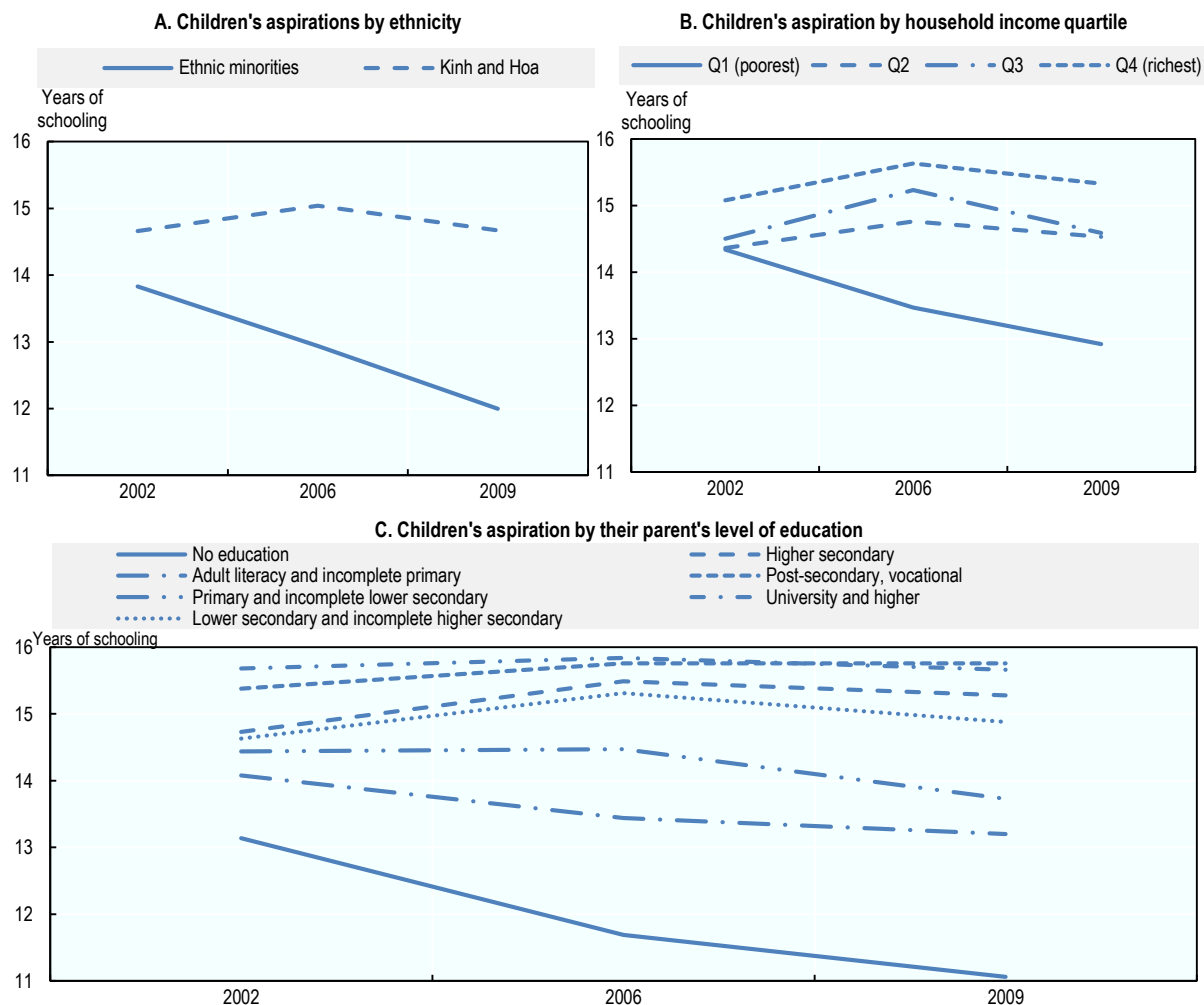 A. Children's aspirations by ethnicity
Ethnic minorities
Kinh and Hoa
Years of
schooling
16
15
14
13
12
11
2002
2006
2009
B. Children's aspiration by household income quartile
Q1 (poorest)
Q2
Q3
Q4 (richest)
Years of
schooling
16
15
14
13
12
11
2002
2006
2009
C. Children's aspiration by their parent's level of education
No education
Adult literacy and incomplete primary
Primary and incomplete lower secondary
Lower secondary and incomplete higher secondary
Higher secondary
Post-secondary, vocational
University and higher
Years of schooling
16
15
14
13
12
11
2002
2006
2009